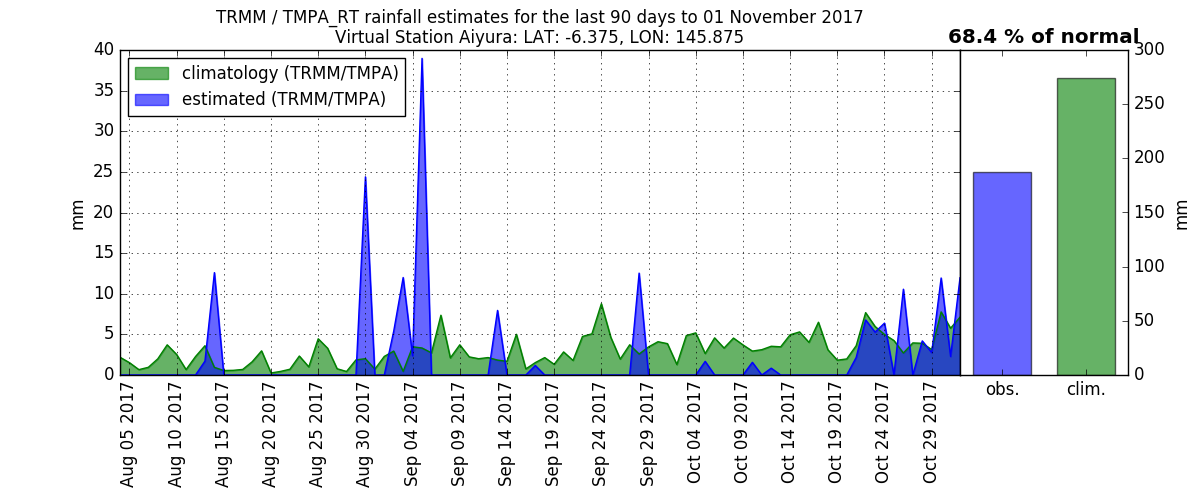 TRMM / TMPA_RT rainfall estimates for the last 90 days to 01 November 2017
Virtual Station Aiyura: LAT: -6.375, LON: 145.875
68.4 % of normal
climatology (TRMM/TMPA)
estimated (TRMM/TMPA)
40
35
30
25
20
15
10
5
0
mm
300
250
200
150
100
50
0
mm
Aug 05 2017
Aug 10 2017
Aug 15 2017
Aug 20 2017
Aug 25 2017
Aug 30 2017
Sep 04 2017
Sep 09 2017
Sep 14 2017
Sep 19 2017
Sep 24 2017
Sep 29 2017
Oct 04 2017
Oct 09 2017
Oct 14 2017
Oct 19 2017
Oct 24 2017
Oct 29 2017
obs.
clim.